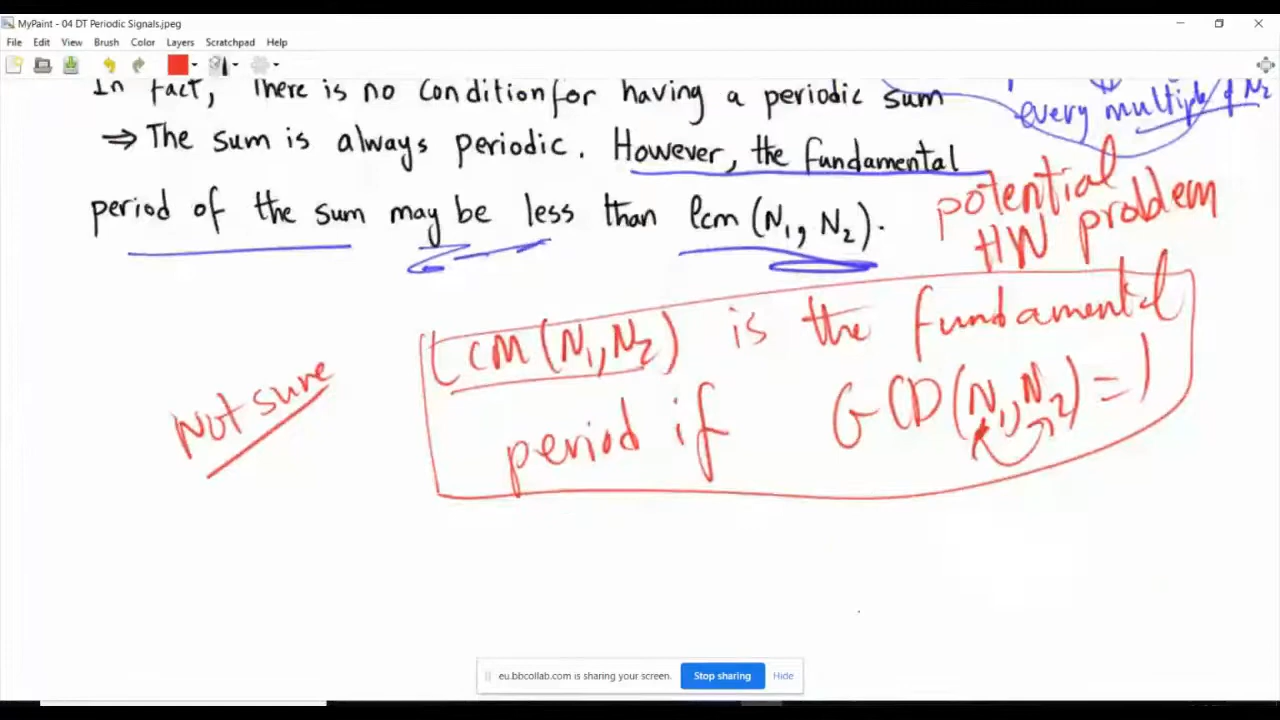 MyPaint - 04 DT Periodic Signals.jpeg
File Edit View Brush Color Layers Scratchpad Help
In fact, There is no condition for having a periodic sum
every multiple of N2
⇒ The sum is always periodic. However, the fundamental
period of the sum may be less than lcm (N1, N2).
potential
HW problem
LCM (N1, N2) is the fundamental
period if GCD (N1, N2) = 1
Not sure
eu.bbcollab.com is sharing your screen. Stop sharing Hide